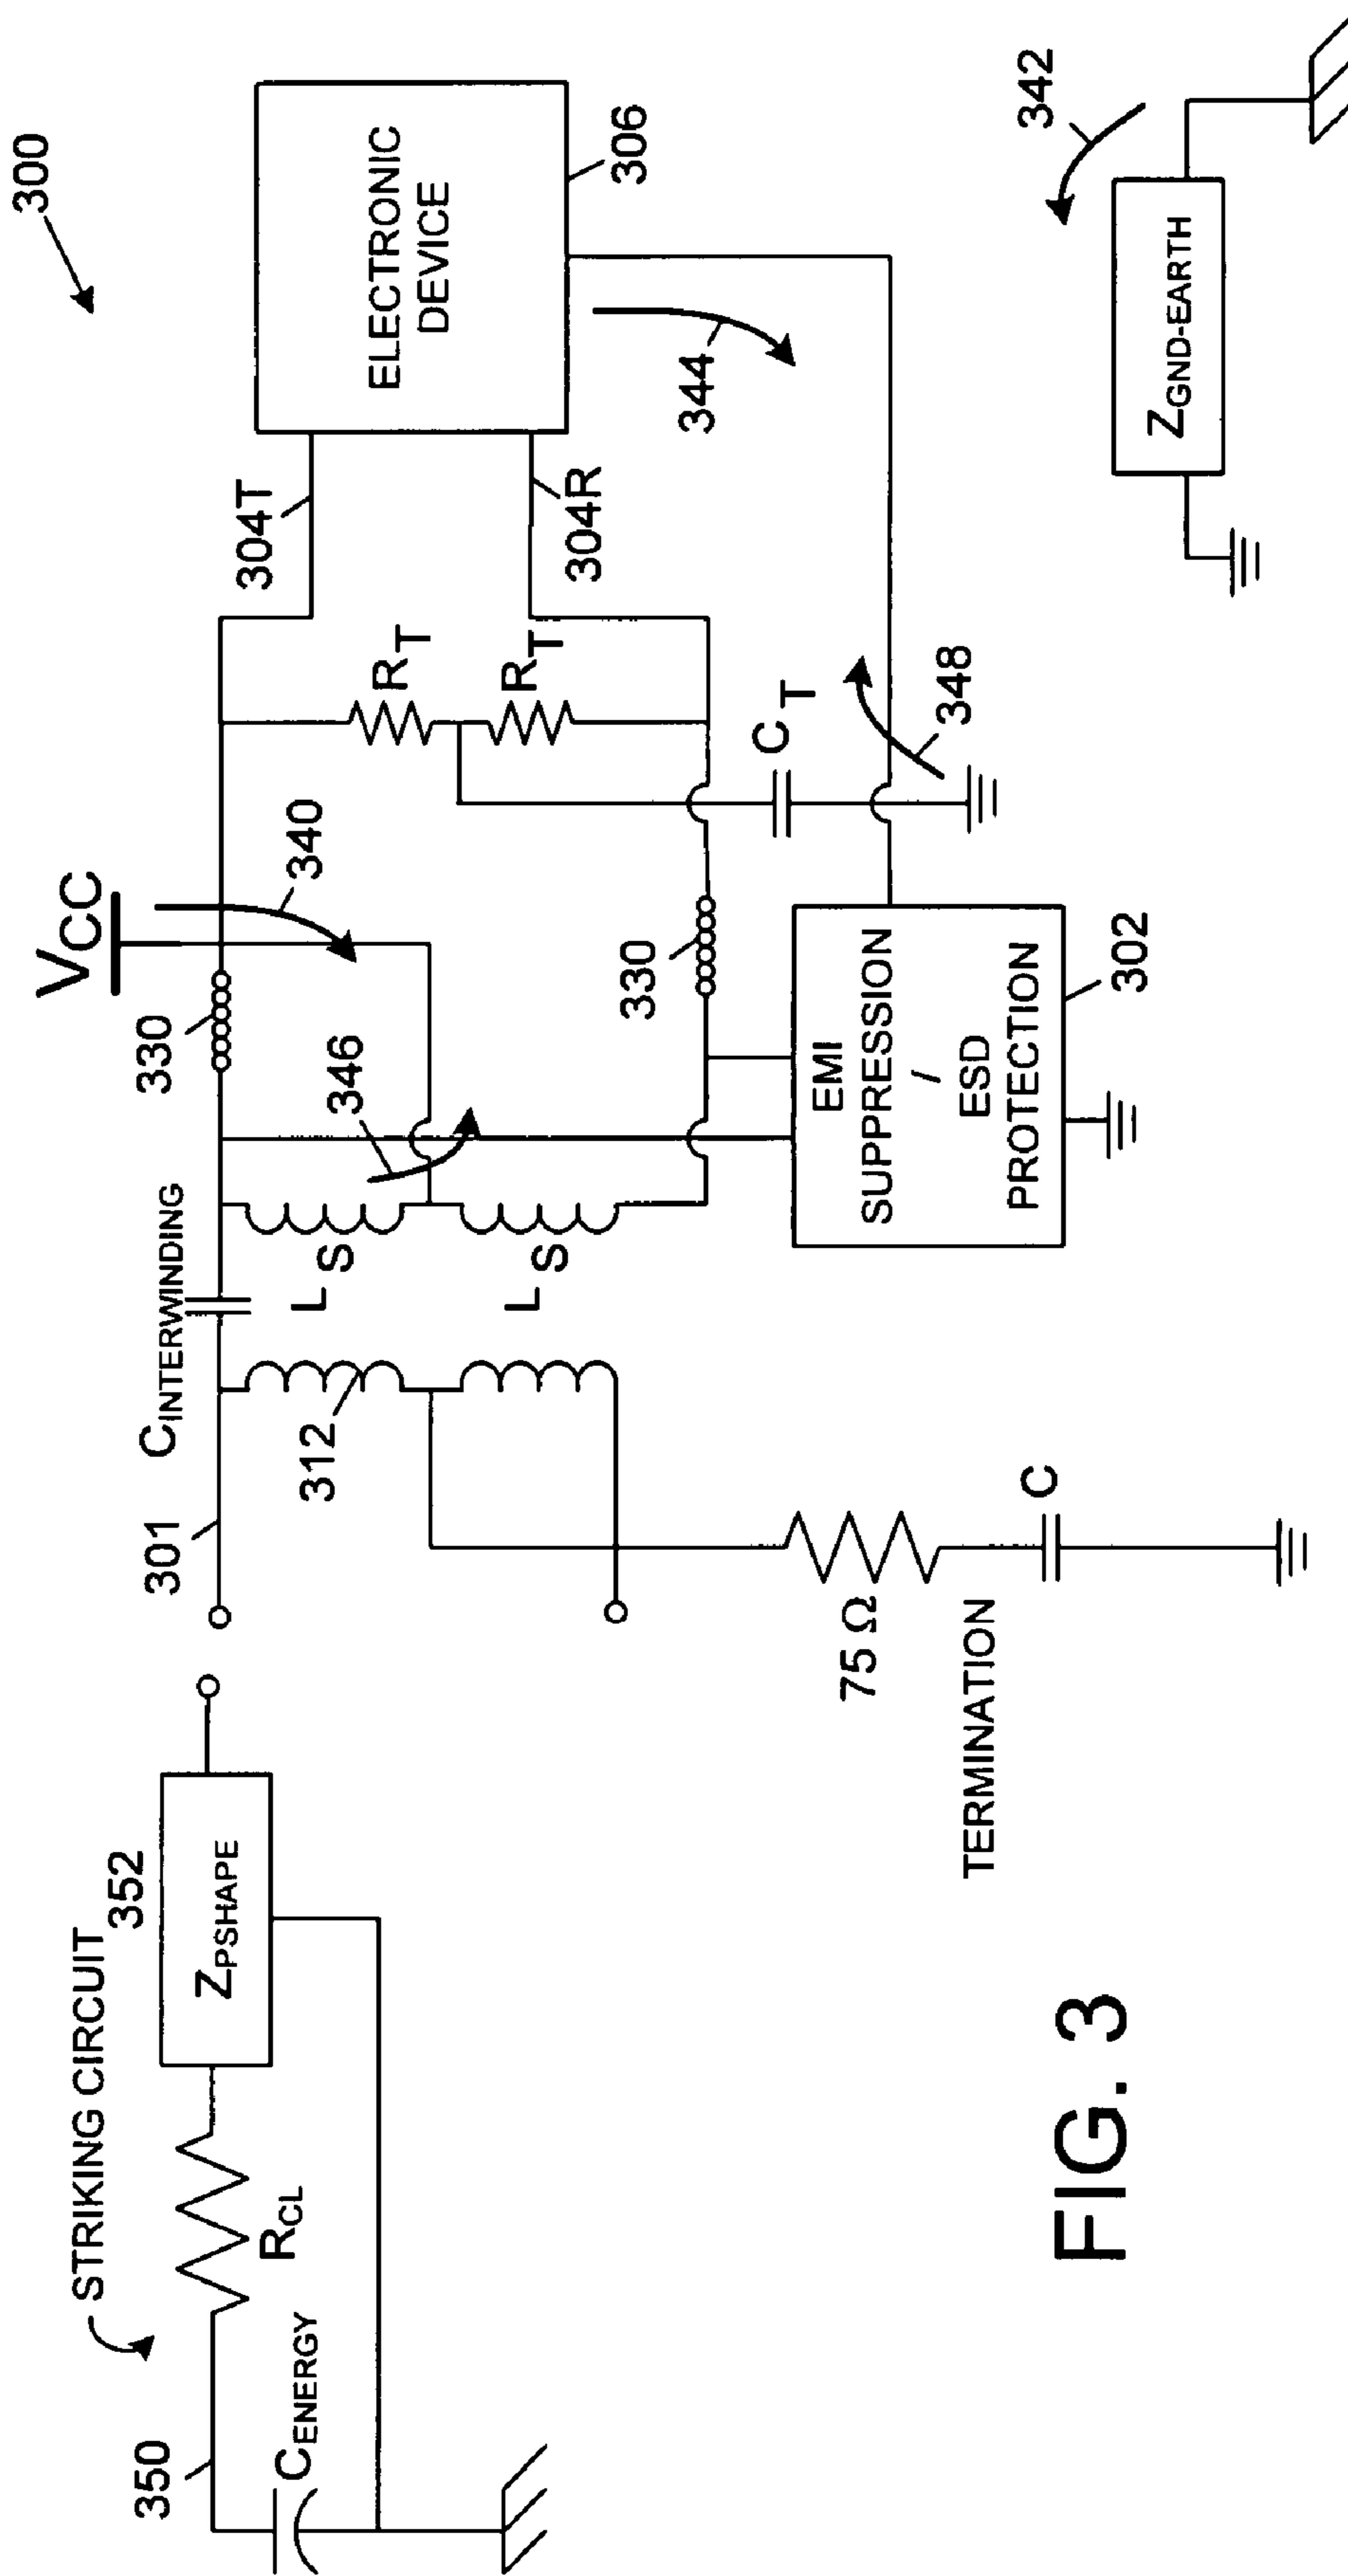 300
STRIKING CIRCUIT
350
CENERGY
RCL
352
ZPSHAPE
301
CINTERWINDING
312
LS
LS
346
330
VCC
340
330
RT
RT
CT
348
304T
304R
ELECTRONIC
DEVICE
306
344
EMI
SUPPRESSION
/
ESD
PROTECTION
302
75 Ω
TERMINATION
C
342
ZGND-EARTH
FIG. 3